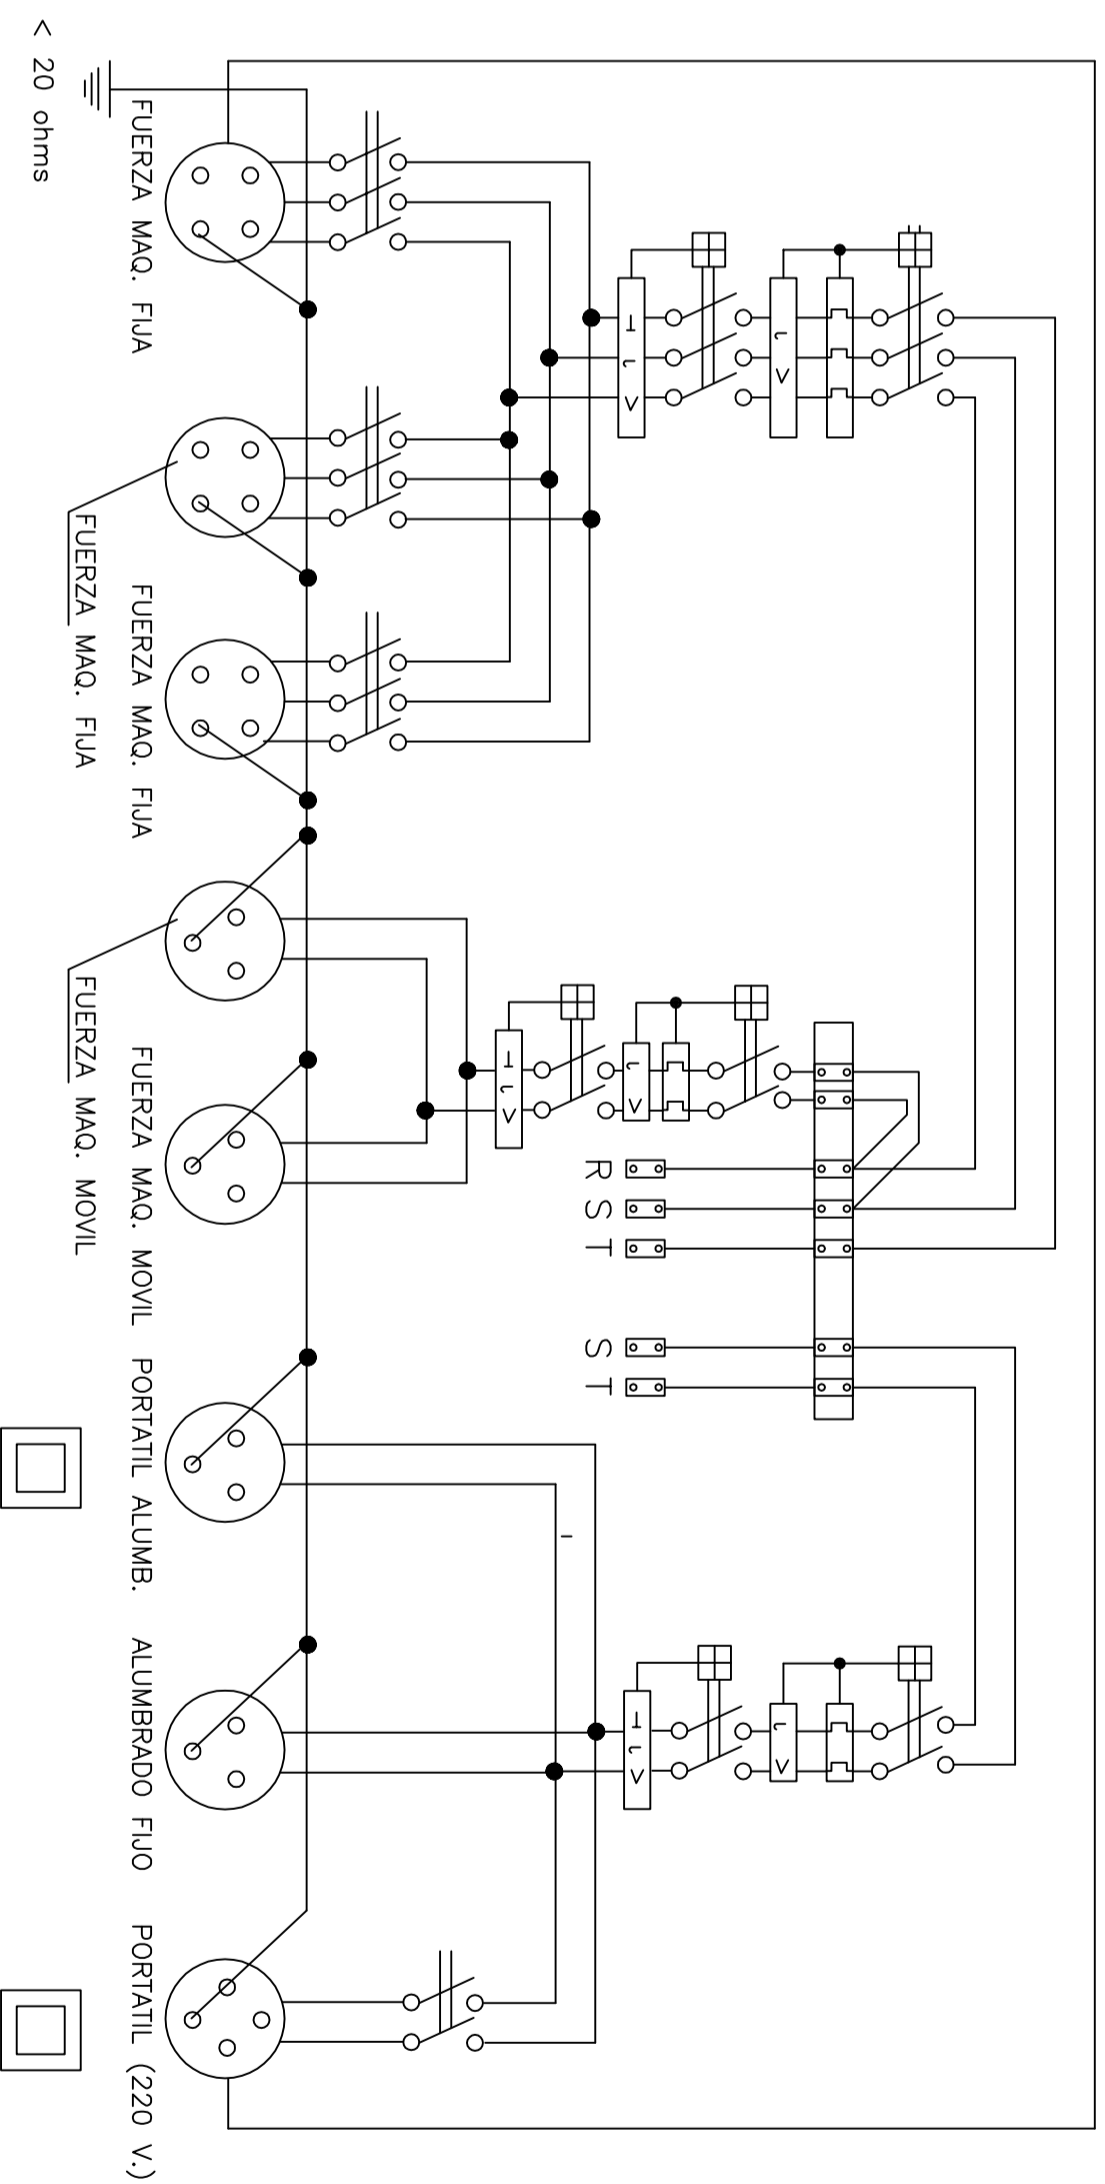 R S T S T
FUERZA MAQ. FIJA
FUERZA MAQ. FIJA
FUERZA MAQ. MOVIL
PORTATIL ALUMB.
ALUMBRADO FIJO
PORTATIL (220 V.)
FUERZA MAQ. FIJA
FUERZA MAQ. MOVIL
< 20 ohms